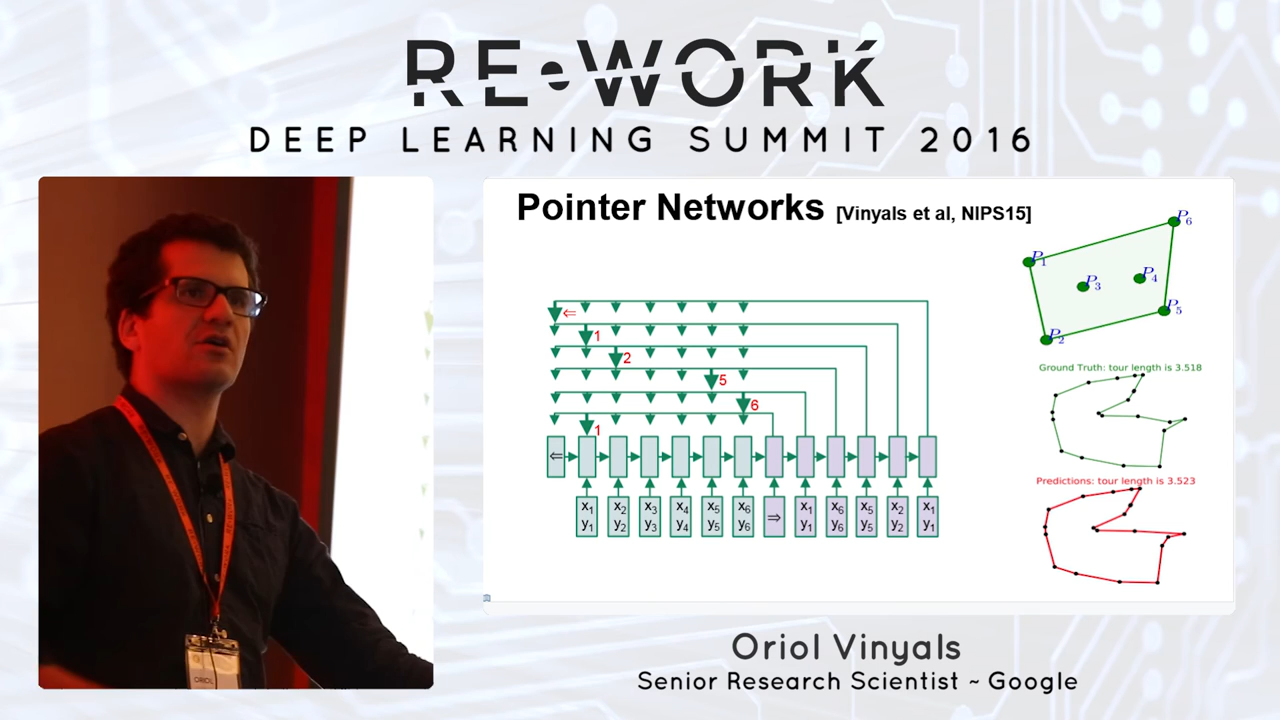 RE•WORK
DEEP LEARNING SUMMIT 2016
Pointer Networks [Vinyals et al, NIPS15]
P6
P1
P4
P3
P5
P2
⇐
1
2
5
6
1
⇐
x1 x2 x3 x4 x5 x6 ⇒ x1 x6 x5 x2 x1
y1 y2 y3 y4 y5 y6 y1 y6 y5 y2 y1
Ground Truth: tour length is 3.518
Predictions: tour length is 3.523
ORIOL
Oriol Vinyals
Senior Research Scientist ~ Google